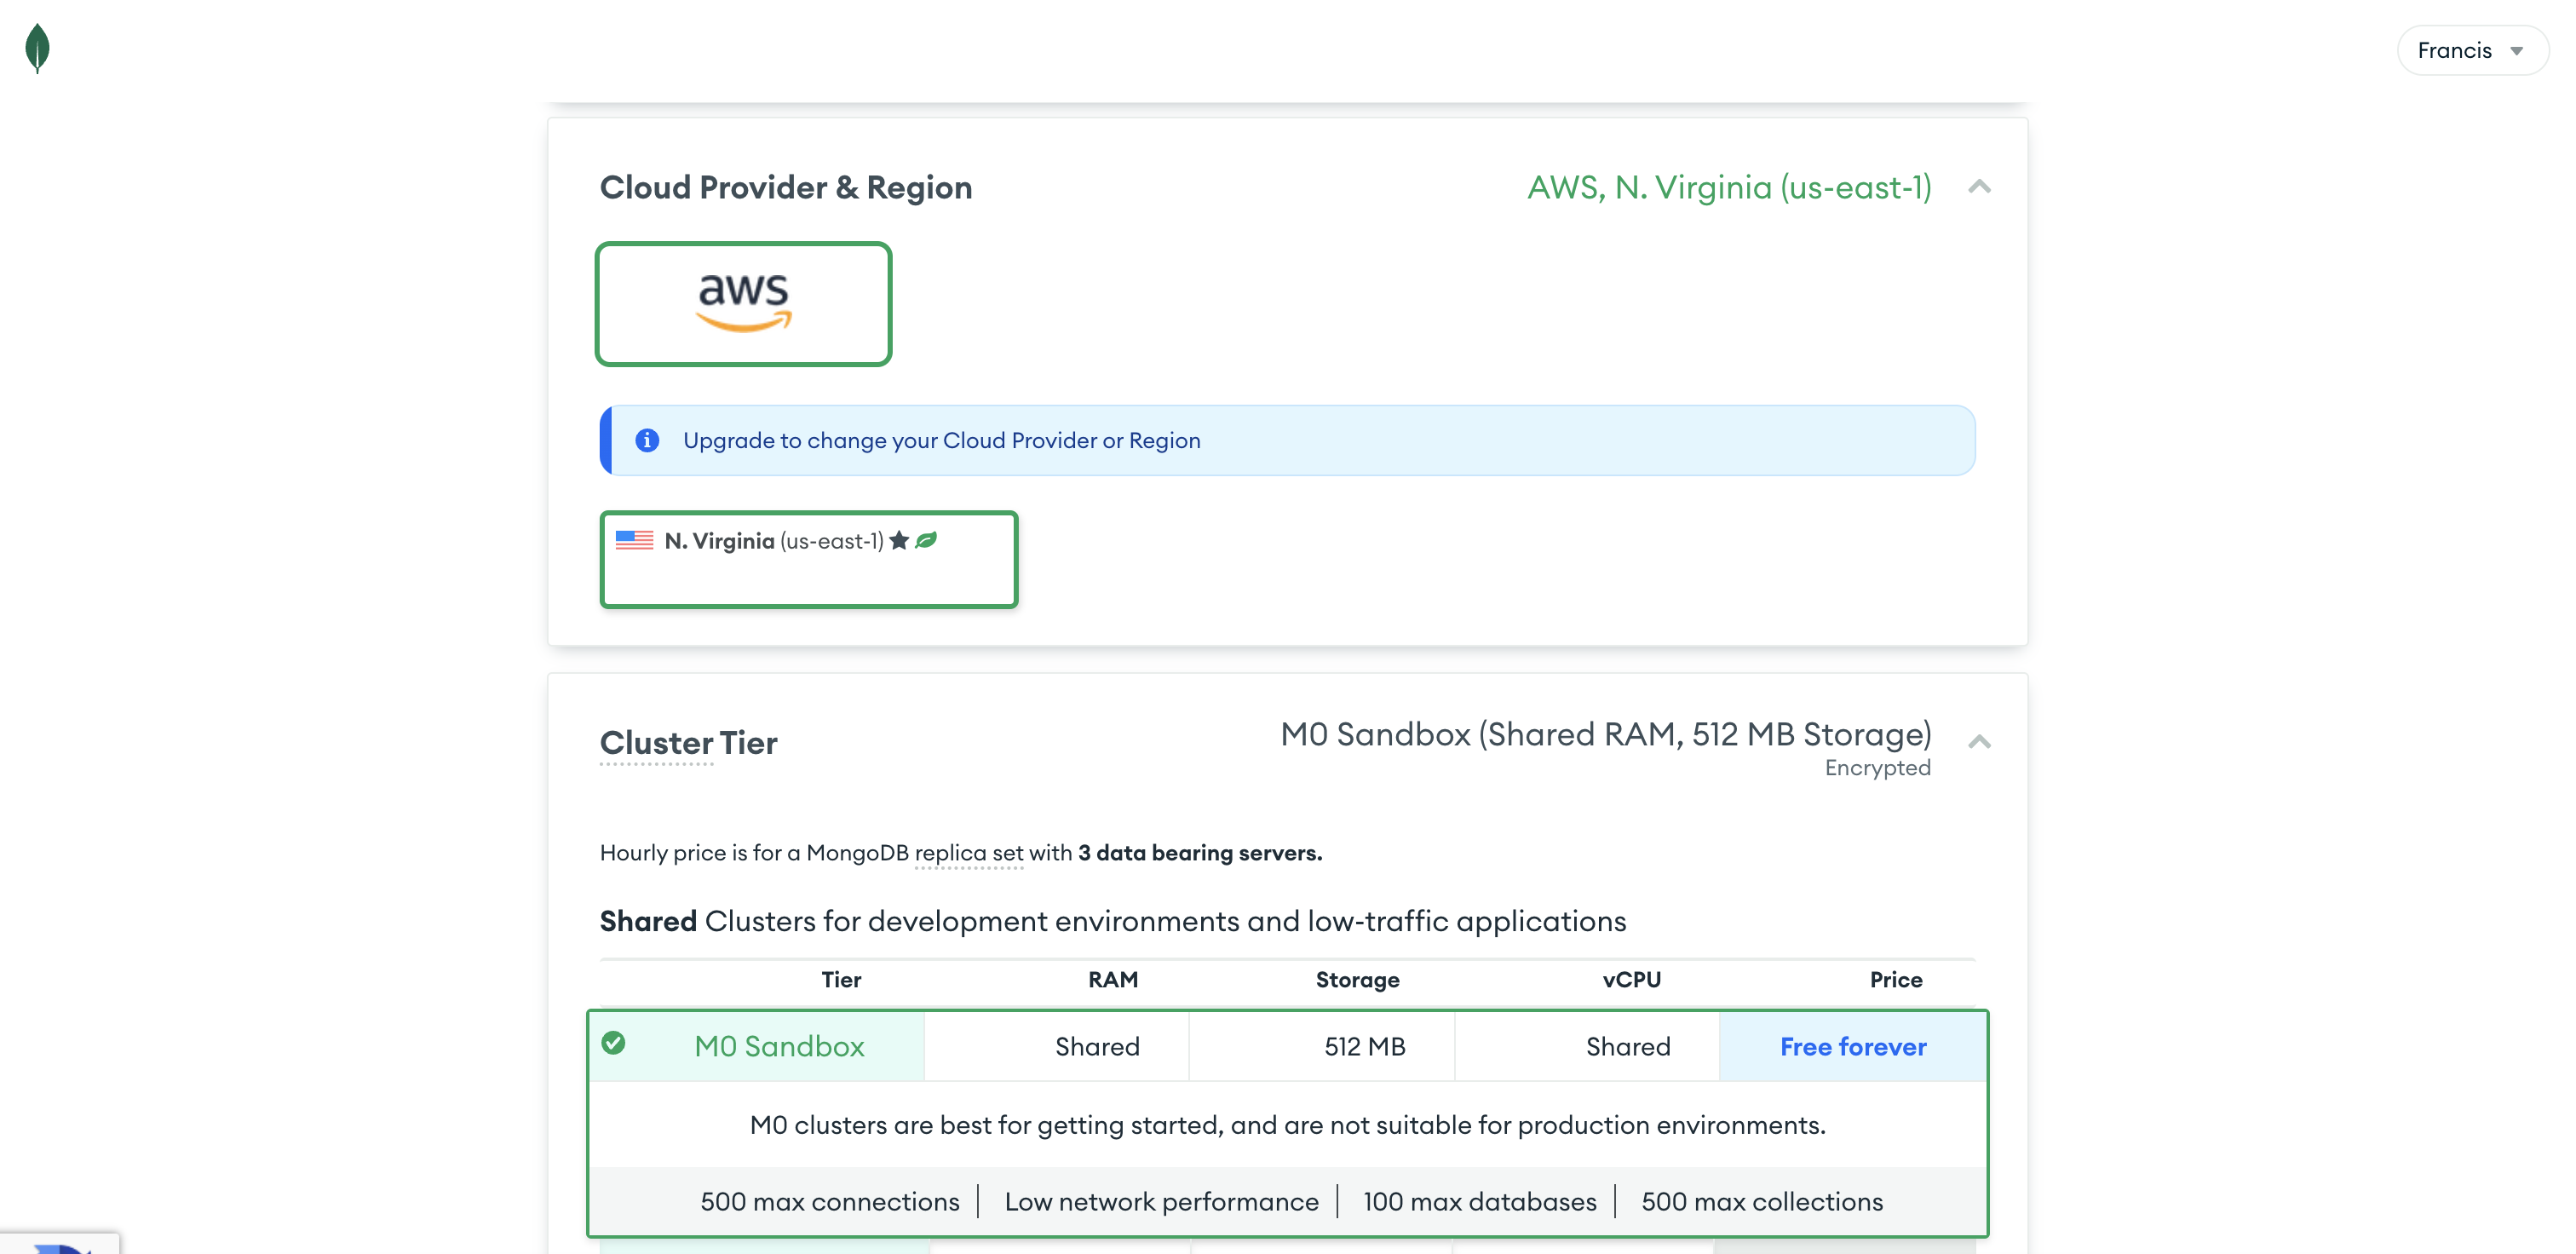 Francis
Cloud Provider & Region
AWS, N. Virginia (us-east-1)
aws
Upgrade to change your Cloud Provider or Region
N. Virginia (us-east-1)
Cluster Tier
M0 Sandbox (Shared RAM, 512 MB Storage)
Encrypted
Hourly price is for a MongoDB replica set with 3 data bearing servers.
Shared Clusters for development environments and low-traffic applications
Tier RAM Storage vCPU Price
M0 Sandbox Shared 512 MB Shared Free forever
M0 clusters are best for getting started, and are not suitable for production environments.
500 max connections | Low network performance | 100 max databases | 500 max collections